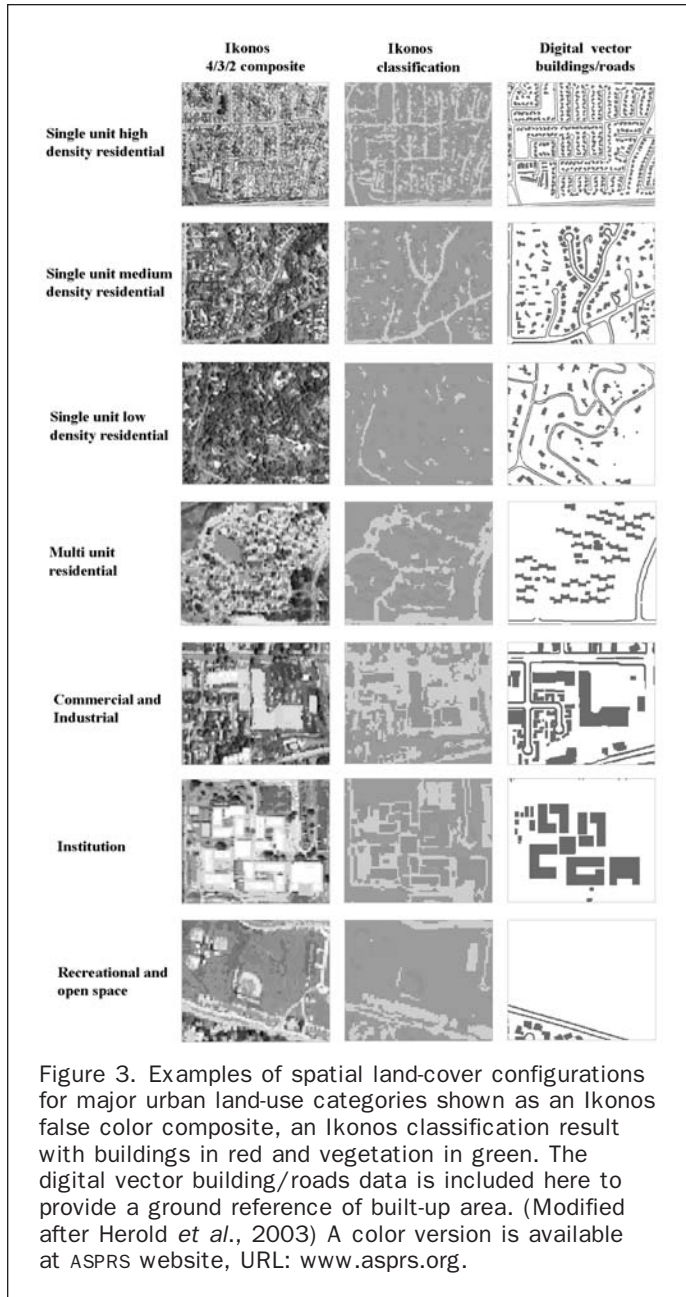 Ikonos
4/3/2 composite
Ikonos
classification
Digital vector
buildings/roads
Single unit high
density residential
Single unit medium
density residential
Single unit low
density residential
Multi unit
residential
Commercial and
Industrial
Institution
Recreational and
open space
Figure 3. Examples of spatial land-cover configurations
for major urban land-use categories shown as an Ikonos
false color composite, an Ikonos classification result
with buildings in red and vegetation in green. The
digital vector building/roads data is included here to
provide a ground reference of built-up area. (Modified
after Herold et al., 2003) A color version is available
at ASPRS website, URL: www.asprs.org.